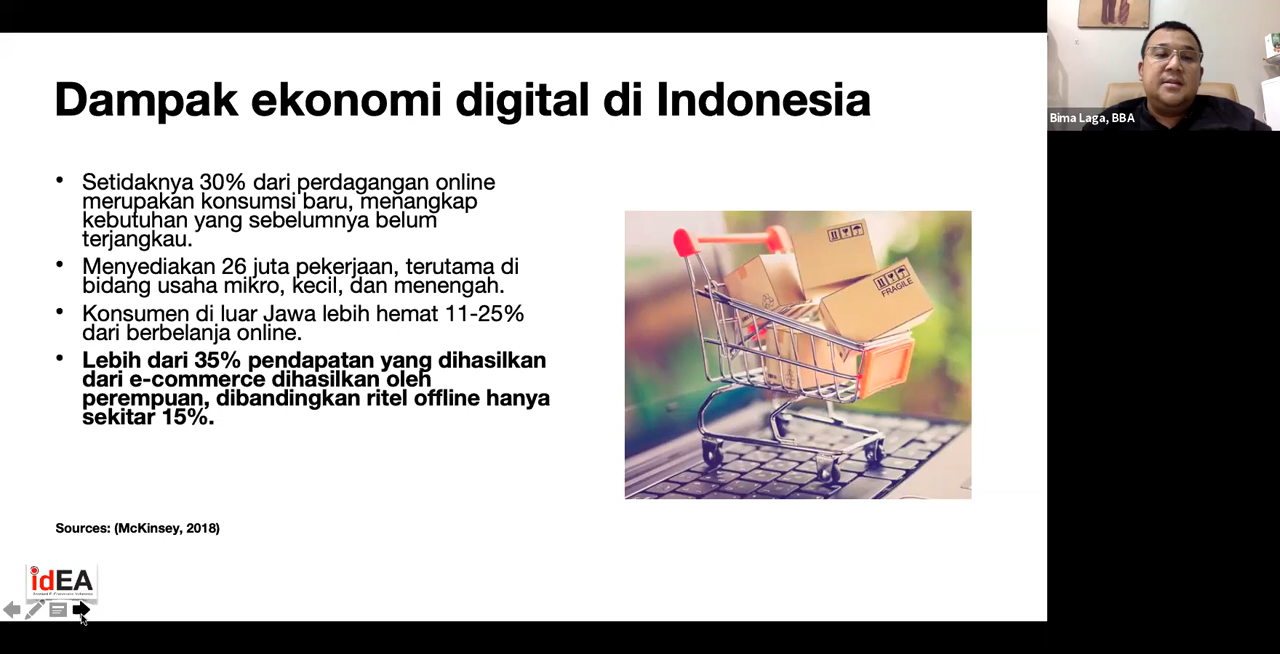 Dampak ekonomi digital di Indonesia
• Setidaknya 30% dari perdagangan online
merupakan konsumsi baru, menangkap
kebutuhan yang sebelumnya belum
terjangkau.
• Menyediakan 26 juta pekerjaan, terutama di
bidang usaha mikro, kecil, dan menengah.
• Konsumen di luar Jawa lebih hemat 11-25%
dari berbelanja online.
• Lebih dari 35% pendapatan yang dihasilkan
dari e-commerce dihasilkan oleh
perempuan, dibandingkan ritel offline hanya
sekitar 15%.
FRAGILE
Sources: (McKinsey, 2018)
idEA
Bima Laga, BBA